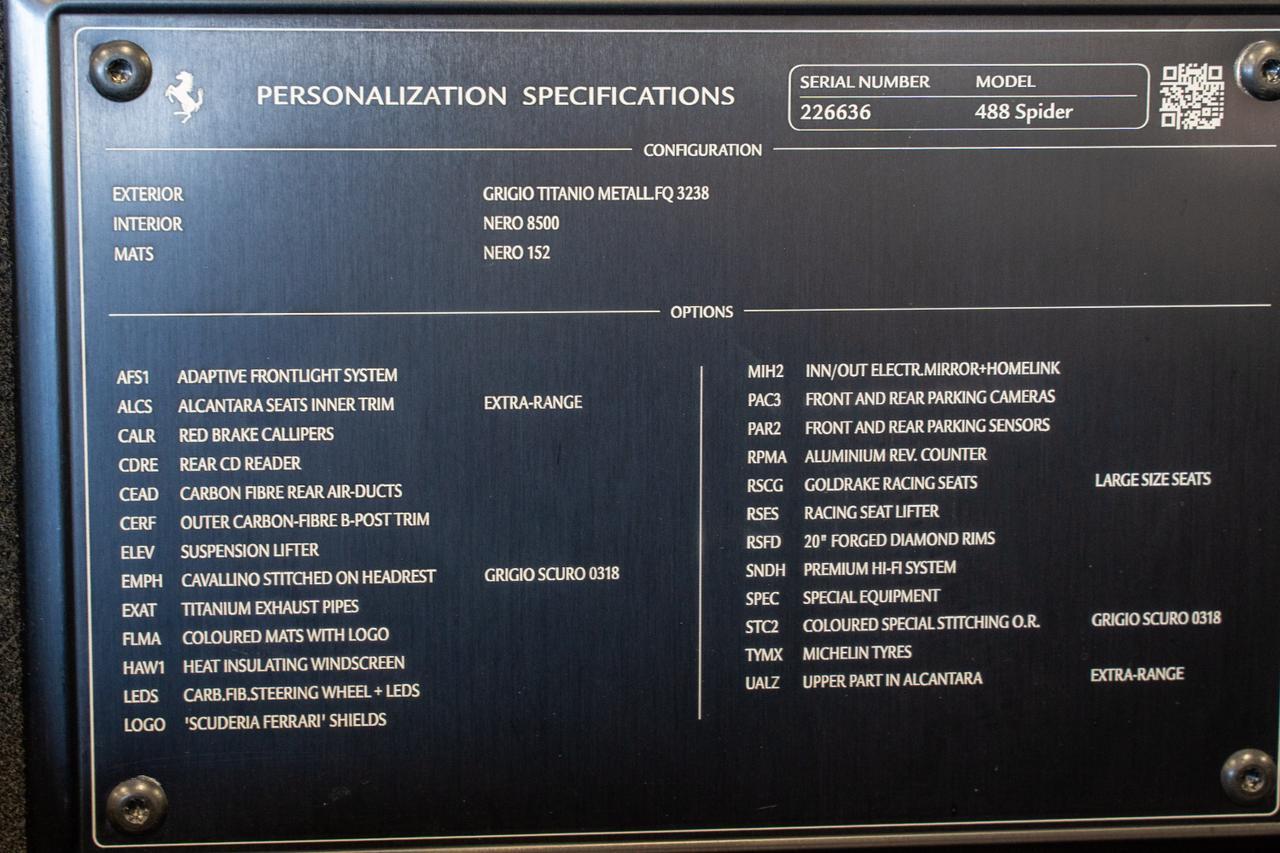 PERSONALIZATION SPECIFICATIONS
SERIAL NUMBER MODEL
226636 488 Spider
CONFIGURATION
EXTERIOR GRIGIO TITANIO METALL.FQ 3238
INTERIOR NERO 8500
MATS NERO 152
OPTIONS
AFS1 ADAPTIVE FRONTLIGHT SYSTEM
ALCS ALCANTARA SEATS INNER TRIM EXTRA-RANGE
CALR RED BRAKE CALLIPERS
CDRE REAR CD READER
CEAD CARBON FIBRE REAR AIR-DUCTS
CERF OUTER CARBON-FIBRE B-POST TRIM
ELEV SUSPENSION LIFTER
EMPH CAVALLINO STITCHED ON HEADREST GRIGIO SCURO 0318
EXAT TITANIUM EXHAUST PIPES
FLMA COLOURED MATS WITH LOGO
HAW1 HEAT INSULATING WINDSCREEN
LEDS CARB.FIB.STEERING WHEEL + LEDS
LOGO 'SCUDERIA FERRARI' SHIELDS
MIH2 INN/OUT ELECTR.MIRROR+HOMELINK
PAC3 FRONT AND REAR PARKING CAMERAS
PAR2 FRONT AND REAR PARKING SENSORS
RPMA ALUMINIUM REV. COUNTER
RSCG GOLDRAKE RACING SEATS LARGE SIZE SEATS
RSES RACING SEAT LIFTER
RSFD 20" FORGED DIAMOND RIMS
SNDH PREMIUM HI-FI SYSTEM
SPEC SPECIAL EQUIPMENT
STC2 COLOURED SPECIAL STITCHING O.R. GRIGIO SCURO 0318
TYMX MICHELIN TYRES
UALZ UPPER PART IN ALCANTARA EXTRA-RANGE